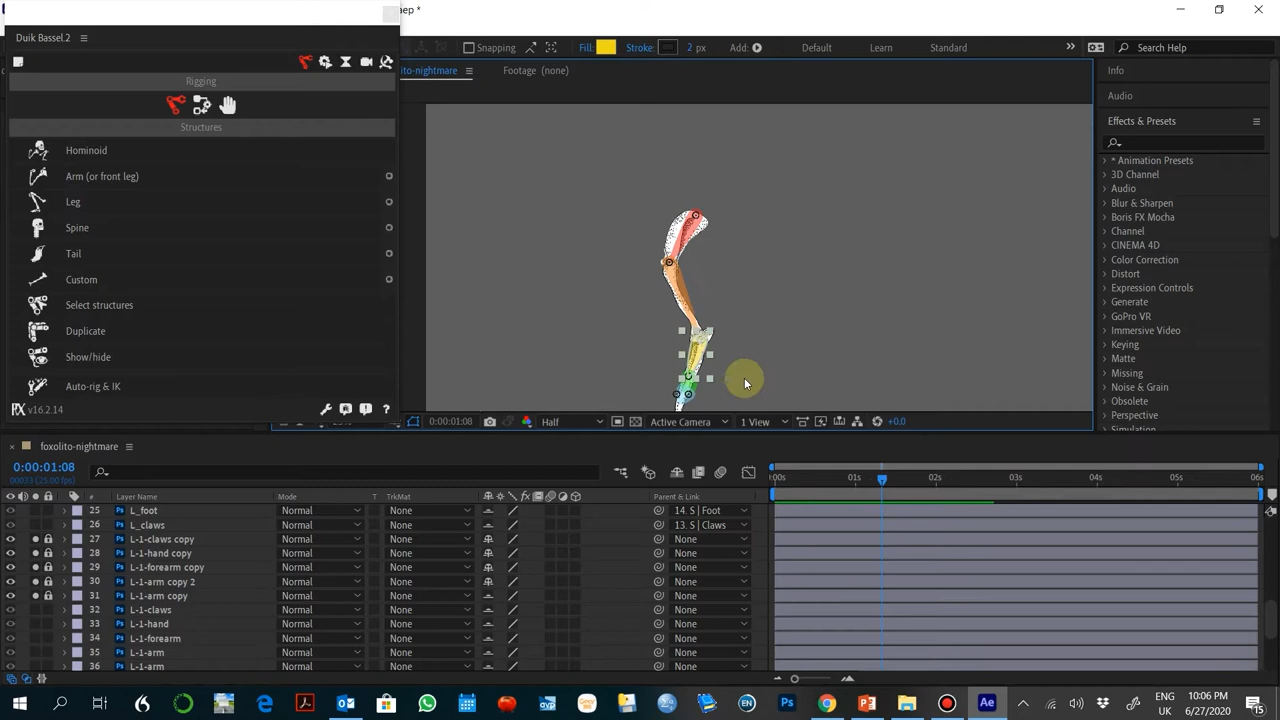 aep *
Duik Bassel.2
Snapping
Fill:
Stroke:
2 px
Add:
Default
Learn
Standard
Search Help
ito-nightmare
Footage (none)
Info
Audio
Effects & Presets
Rigging
Structures
Hominoid
Arm (or front leg)
Leg
Spine
Tail
Custom
Select structures
Duplicate
Show/hide
Auto-rig & IK
v16.2.14
* Animation Presets
3D Channel
Audio
Blur & Sharpen
Boris FX Mocha
Channel
CINEMA 4D
Color Correction
Distort
Expression Controls
Generate
GoPro VR
Immersive Video
Keying
Matte
Missing
Noise & Grain
Obsolete
Perspective
0:00:01:08
Half
Active Camera
1 View
+0.0
foxolito-nightmare
0:00:01:08
00033 (25.00 fps)
:00s 01s 02s 03s 04s 05s 06s
# Layer Name Mode T TrkMat Parent & Link
25 L_foot Normal None 14. S | Foot
26 L_claws Normal None 13. S | Claws
27 L-1-claws copy Normal None None
28 L-1-hand copy Normal None None
29 L-1-forearm copy Normal None None
30 L-1-arm copy 2 Normal None None
31 L-1-arm copy Normal None None
32 L-1-claws Normal None None
33 L-1-hand Normal None None
34 L-1-forearm Normal None None
35 L-1-arm Normal None None
36 L-1-arm Normal None None
ENG
UK
10:06 PM
6/27/2020
15